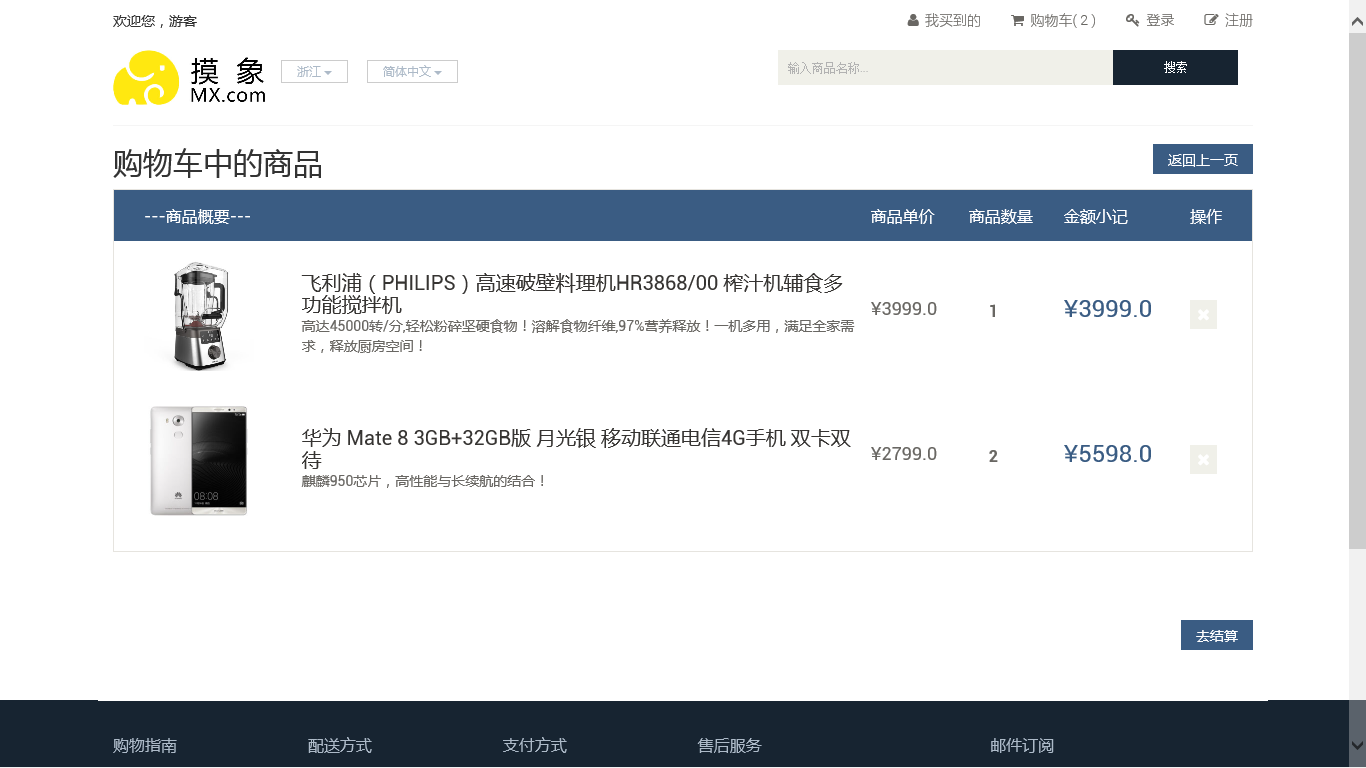 欢迎您，游客
我买到的 购物车( 2 ) 登录 注册
摸 象
MX.com
浙江 简体中文
输入商品名称... 搜索
购物车中的商品
返回上一页
---商品概要--- 商品单价 商品数量 金额小记 操作
飞利浦（PHILIPS）高速破壁料理机HR3868/00 榨汁机辅食多
功能搅拌机
高达45000转/分,轻松粉碎坚硬食物！溶解食物纤维,97%营养释放！一机多用，满足全家需
求，释放厨房空间！
¥3999.0 1 ¥3999.0
华为 Mate 8 3GB+32GB版 月光银 移动联通电信4G手机 双卡双
待
麒麟950芯片，高性能与长续航的结合！
¥2799.0 2 ¥5598.0
08:08
去结算
购物指南 配送方式 支付方式 售后服务 邮件订阅